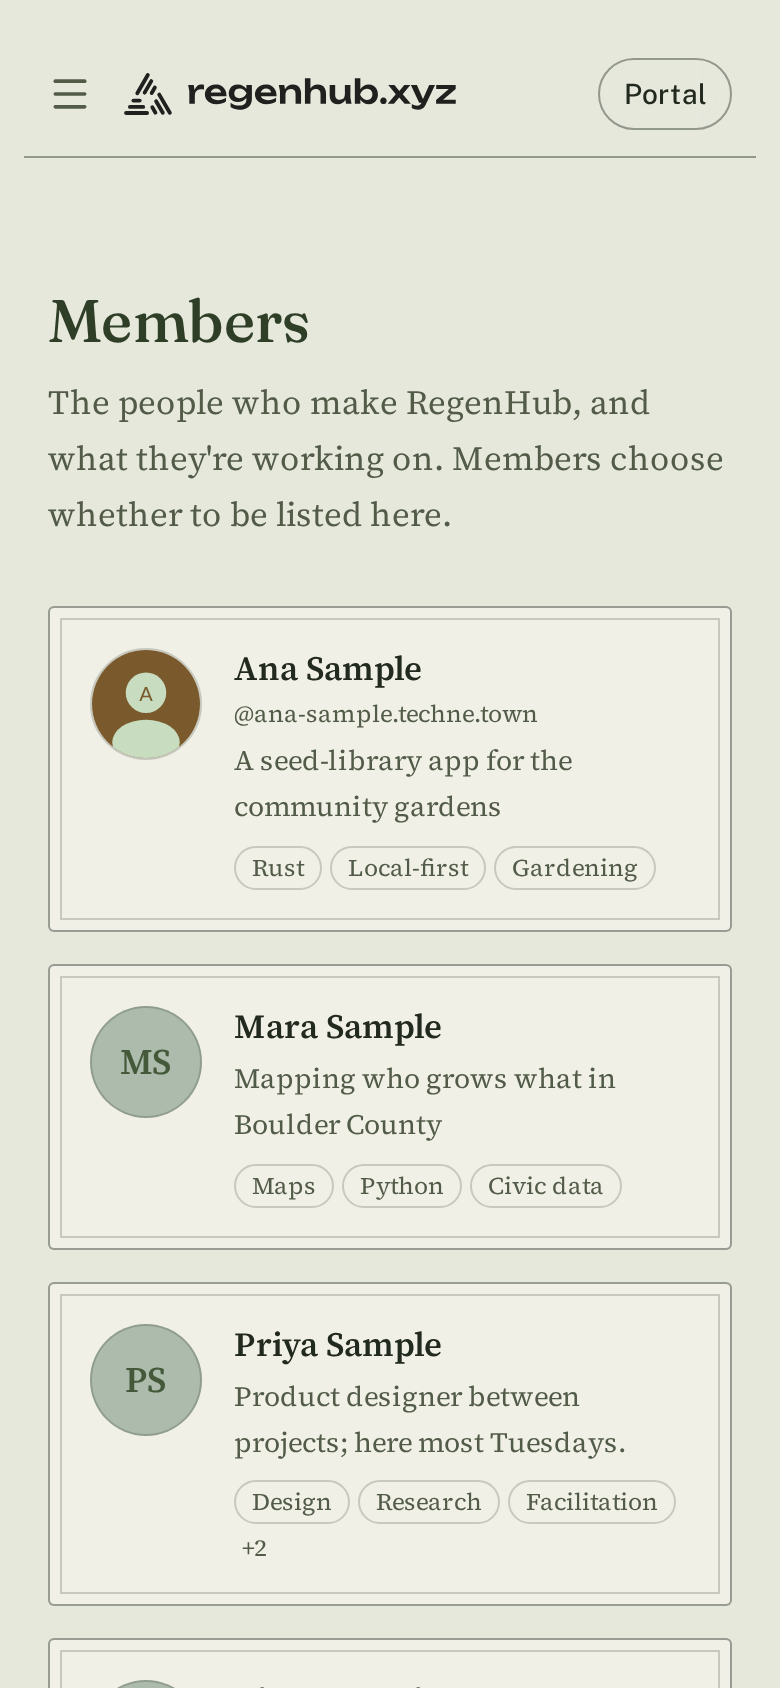 regenhub.xyz
Portal
Members
The people who make RegenHub, and
what they're working on. Members choose
whether to be listed here.
A
Ana Sample
@ana-sample.techne.town
A seed-library app for the
community gardens
Rust Local-first Gardening
MS
Mara Sample
Mapping who grows what in
Boulder County
Maps Python Civic data
PS
Priya Sample
Product designer between
projects; here most Tuesdays.
Design Research Facilitation
+2